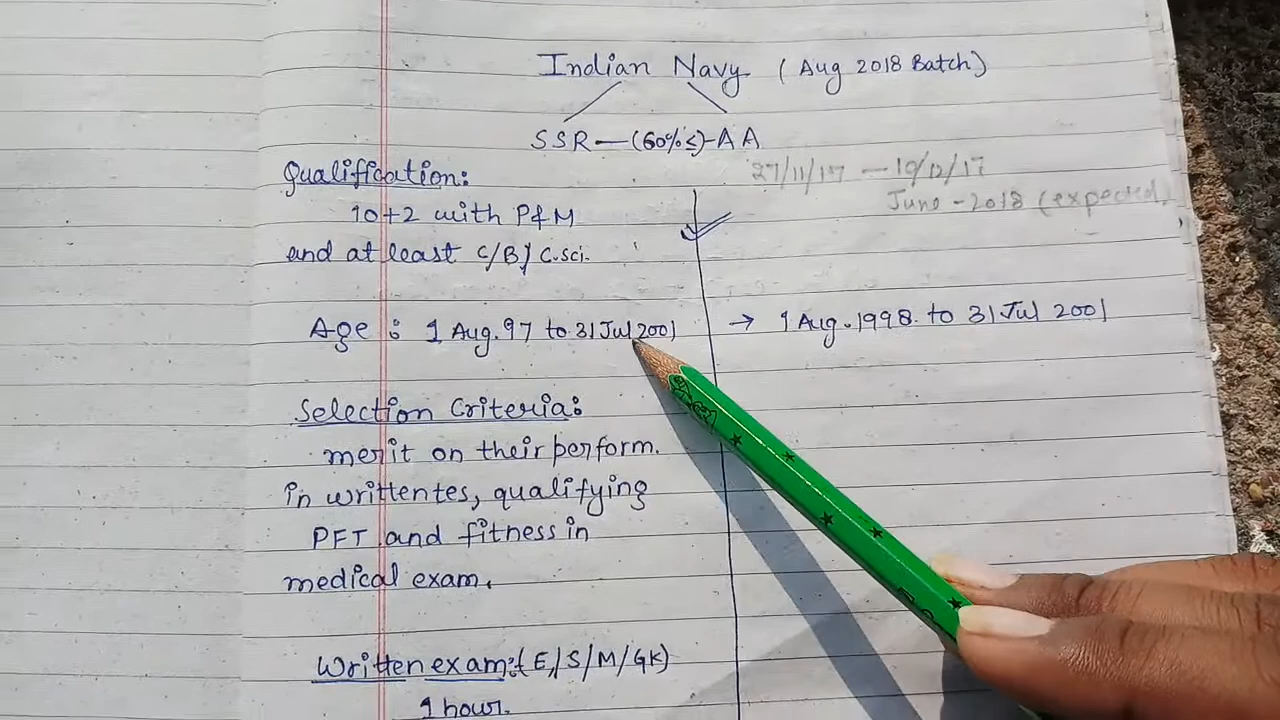 Indian Navy (Aug 2018 Batch)
SSR — (60%≤) - AA
27/11/17 — 10/12/17
June - 2018 (expected)
Qualiffication:
10+2 with P&M
and at least C/B/ C.sci.
Age : 1 Aug. 97 to 31 Jul 2001 → 1 Aug. 1998 to 31 Jul 2001
Selection Criteria:
merit on their perform.
in writtentes, qualifying
PFT and fitness in
medical exam.
Written exam: (E/S/M/GK)
1 hour.